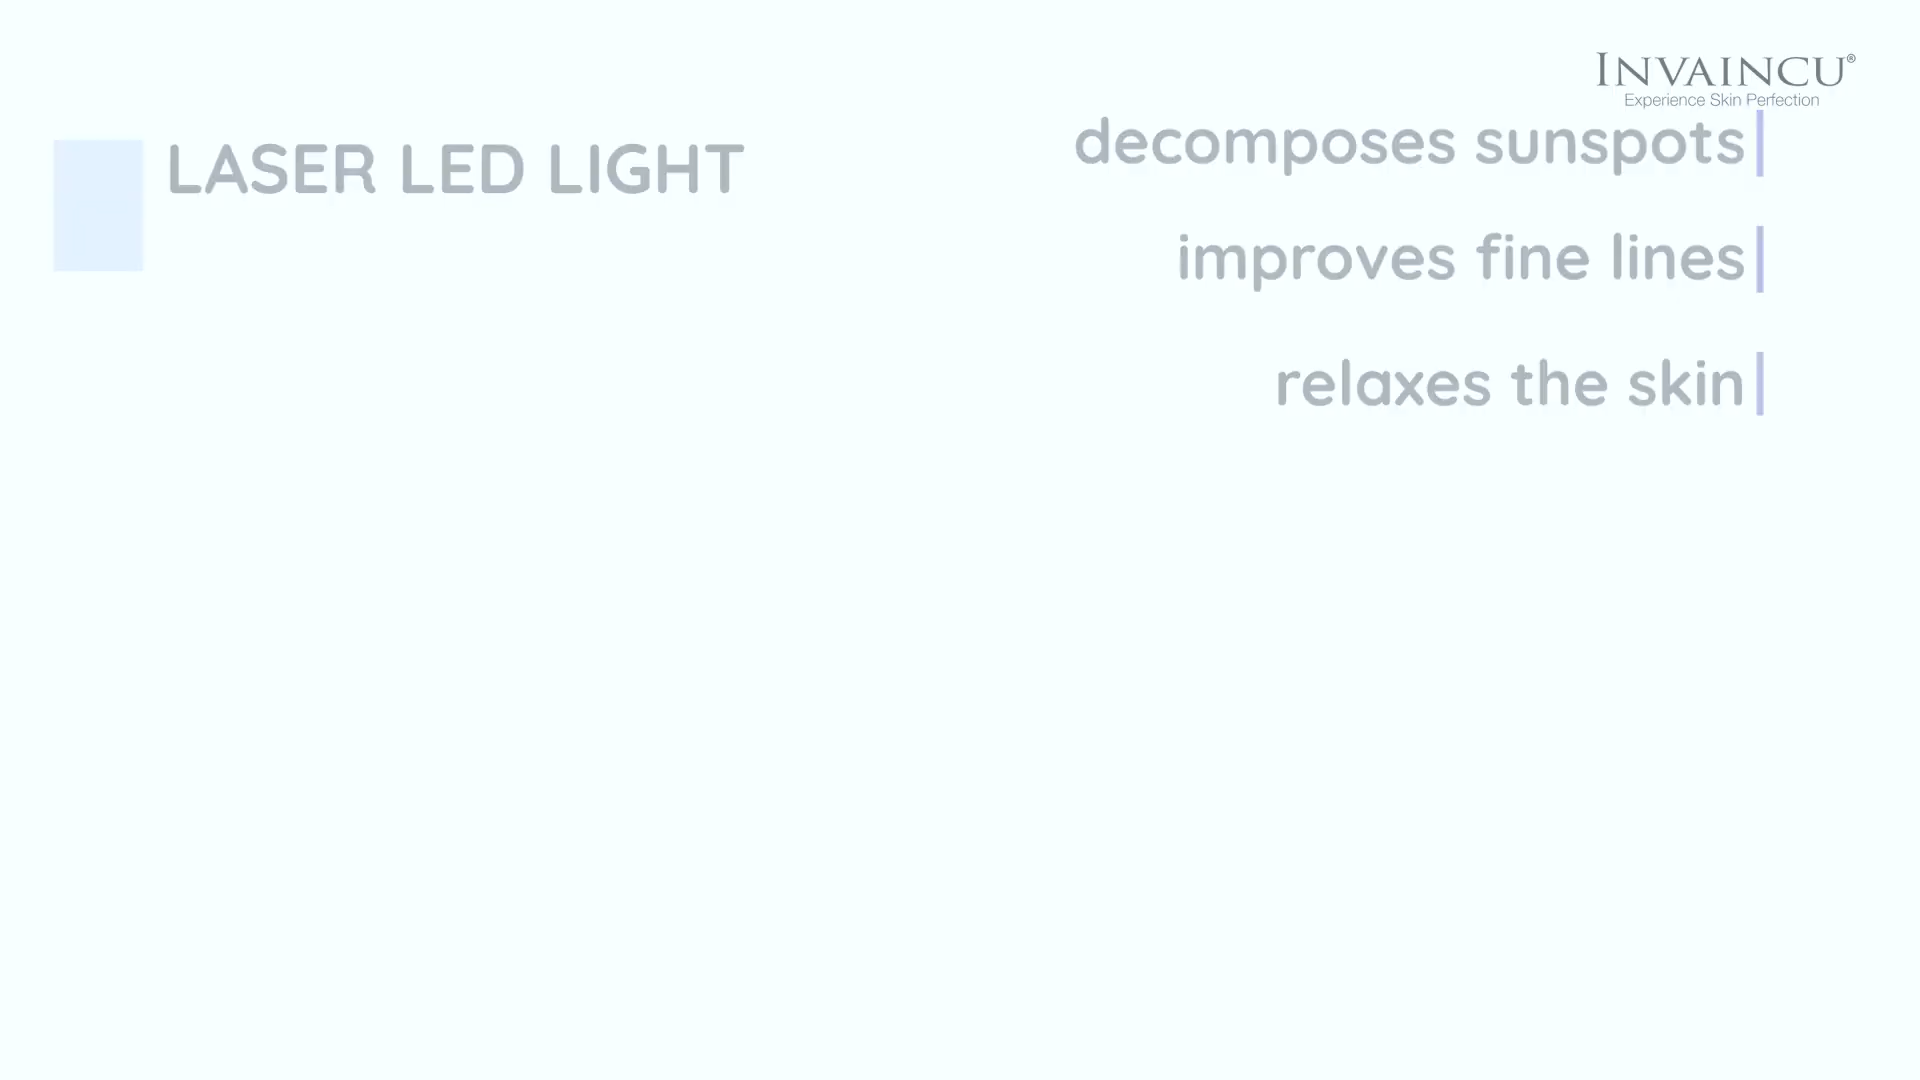 INVAINCU®
Experience Skin Perfection
LASER LED LIGHT
decomposes sunspots
improves fine lines
relaxes the skin